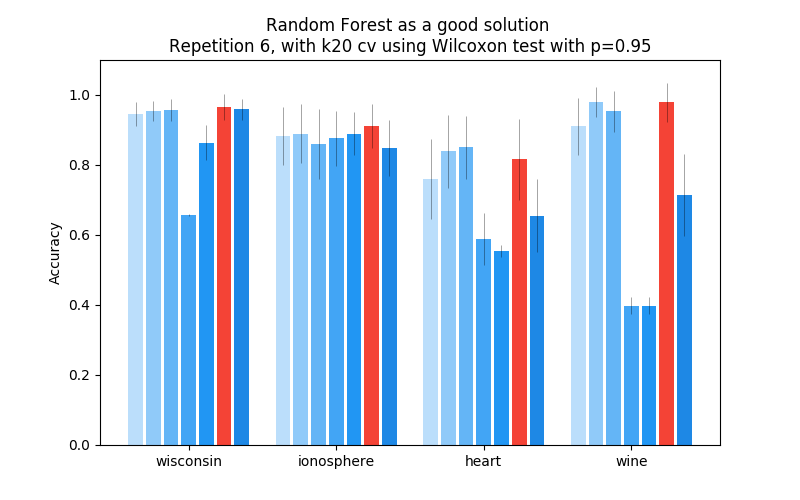 Random Forest as a good solution
Repetition 6, with k20 cv using Wilcoxon test with p=0.95
Accuracy
1.0
0.8
0.6
0.4
0.2
0.0
wisconsin ionosphere heart wine